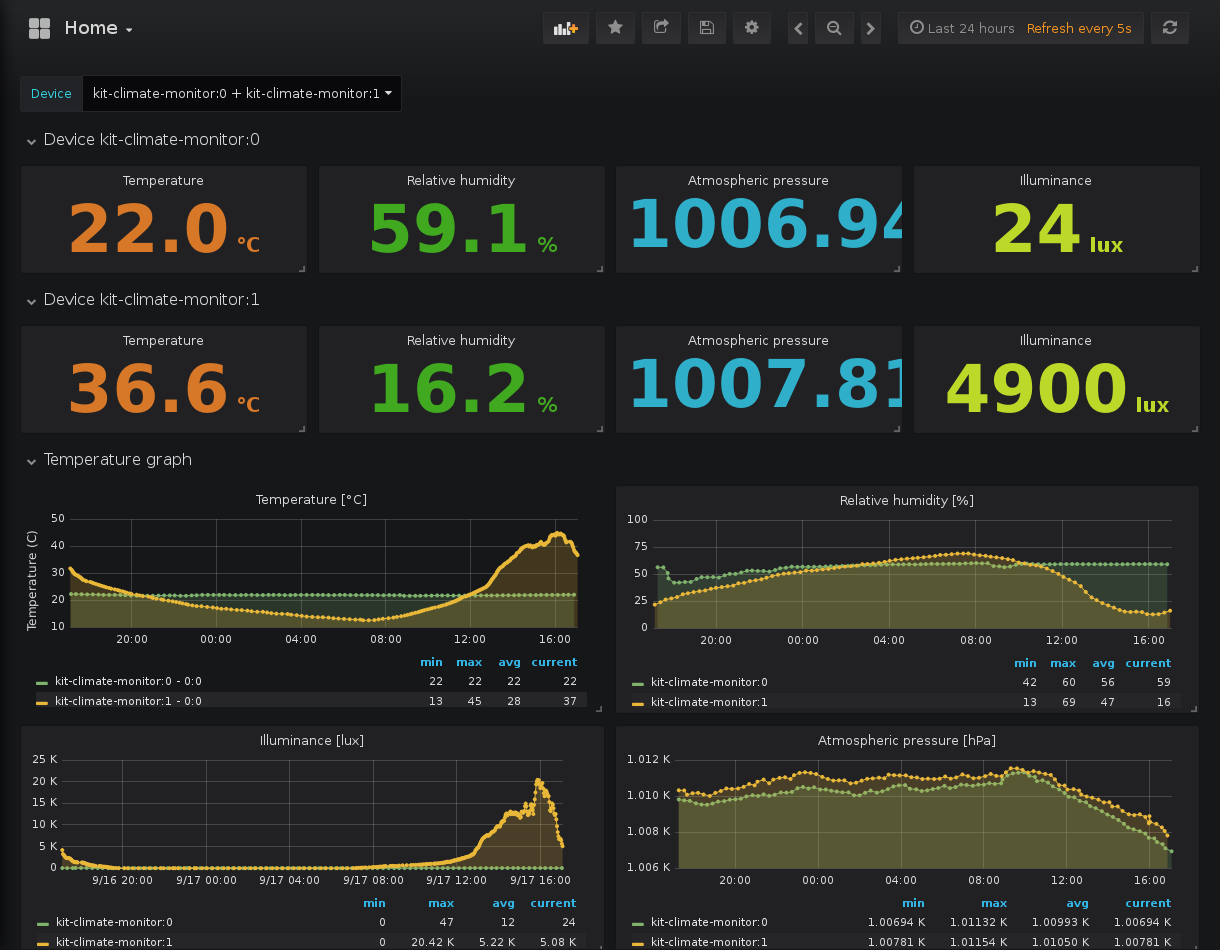 Home
Last 24 hours Refresh every 5s
Device kit-climate-monitor:0 + kit-climate-monitor:1
Device kit-climate-monitor:0
Temperature Relative humidity Atmospheric pressure Illuminance
22.0 °C 59.1 % 1006.94 24 lux
Device kit-climate-monitor:1
Temperature Relative humidity Atmospheric pressure Illuminance
36.6 °C 16.2 % 1007.81 4900 lux
Temperature graph
Temperature [°C]
Temperature (C)
50
40
30
20
10
20:00 00:00 04:00 08:00 12:00 16:00
min max avg current
kit-climate-monitor:0 - 0:0 22 22 22 22
kit-climate-monitor:1 - 0:0 13 45 28 37
Relative humidity [%]
100
75
50
25
0
20:00 00:00 04:00 08:00 12:00 16:00
min max avg current
kit-climate-monitor:0 42 60 56 59
kit-climate-monitor:1 13 69 47 16
Illuminance [lux]
25 K
20 K
15 K
10 K
5 K
0
9/16 20:00 9/17 00:00 9/17 04:00 9/17 08:00 9/17 12:00 9/17 16:00
min max avg current
kit-climate-monitor:0 0 47 12 24
kit-climate-monitor:1 0 20.42 K 5.22 K 5.08 K
Atmospheric pressure [hPa]
1.012 K
1.010 K
1.008 K
1.006 K
20:00 00:00 04:00 08:00 12:00 16:00
min max avg current
kit-climate-monitor:0 1.00694 K 1.01132 K 1.00993 K 1.00694 K
kit-climate-monitor:1 1.00781 K 1.01154 K 1.01050 K 1.00781 K